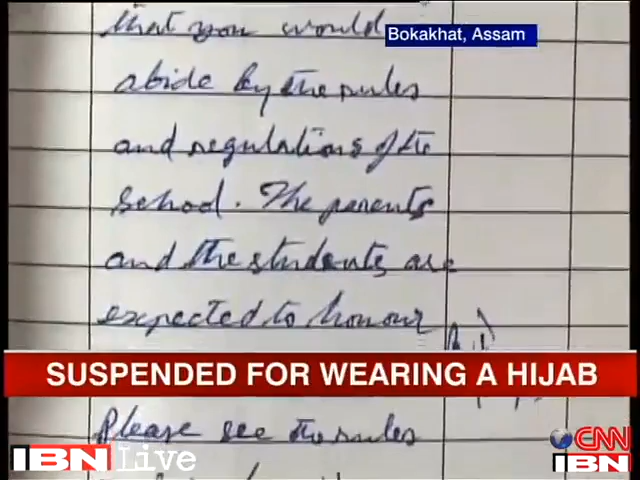 that you would
Bokakhat, Assam
abide by the rules
and regulations of the
school. The parents
and the students are
expected to honour
SUSPENDED FOR WEARING A HIJAB
Please see the rules
IBN Live
CNN
IBN